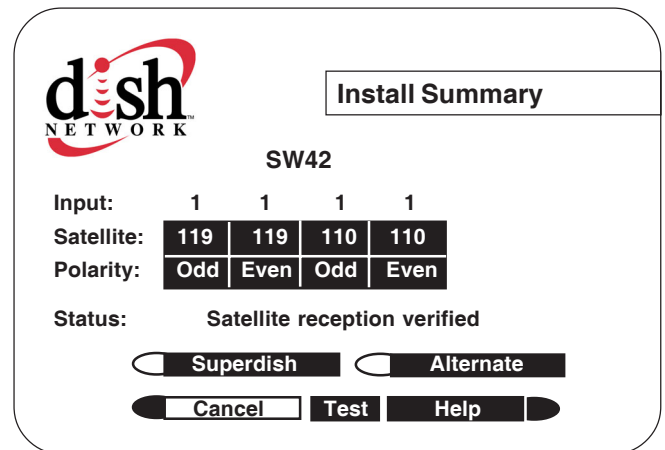 dish
NETWORK
Install Summary
SW42
Input: 1 1 1 1
Satellite: 119 119 110 110
Polarity: Odd Even Odd Even
Status: Satellite reception verified
Superdish Alternate
Cancel Test Help